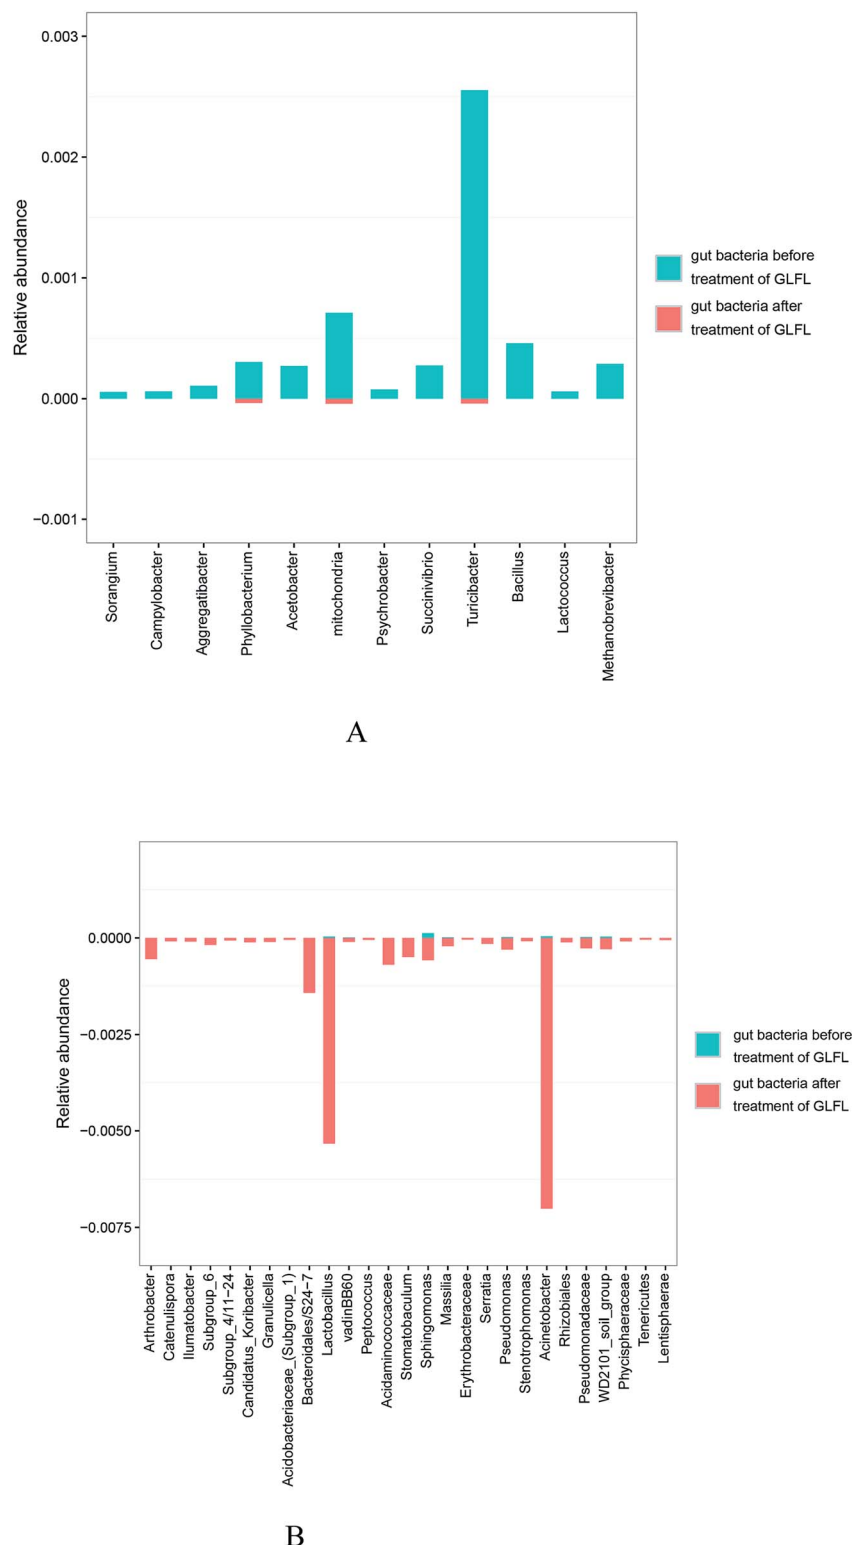 0.003
0.002
0.001
0.000
−0.001
Relative abundance
Sorangium
Campylobacter
Aggregatibacter
Phyllobacterium
Acetobacter
mitochondria
Psychrobacter
Succinivibrio
Turicibacter
Bacillus
Lactococcus
Methanobrevibacter
gut bacteria before
treatment of GLFL
gut bacteria after
treatment of GLFL
A
0.0000
−0.0025
−0.0050
−0.0075
Relative abundance
Arthrobacter
Catenulispora
Ilumatobacter
Subgroup_6
Subgroup_4/11−24
Candidatus_Koribacter
Granulicella
Acidobacteriaceae_(Subgroup_1)
Bacteroidales/S24−7
Lactobacillus
vadinBB60
Peptococcus
Acidaminococcaceae
Stomatobaculum
Sphingomonas
Massilia
Erythrobacteraceae
Serratia
Pseudomonas
Stenotrophomonas
Acinetobacter
Rhizobiales
Pseudomonadaceae
WD2101_soil_group
Phycisphaeraceae
Tenericutes
Lentisphaerae
gut bacteria before
treatment of GLFL
gut bacteria after
treatment of GLFL
B